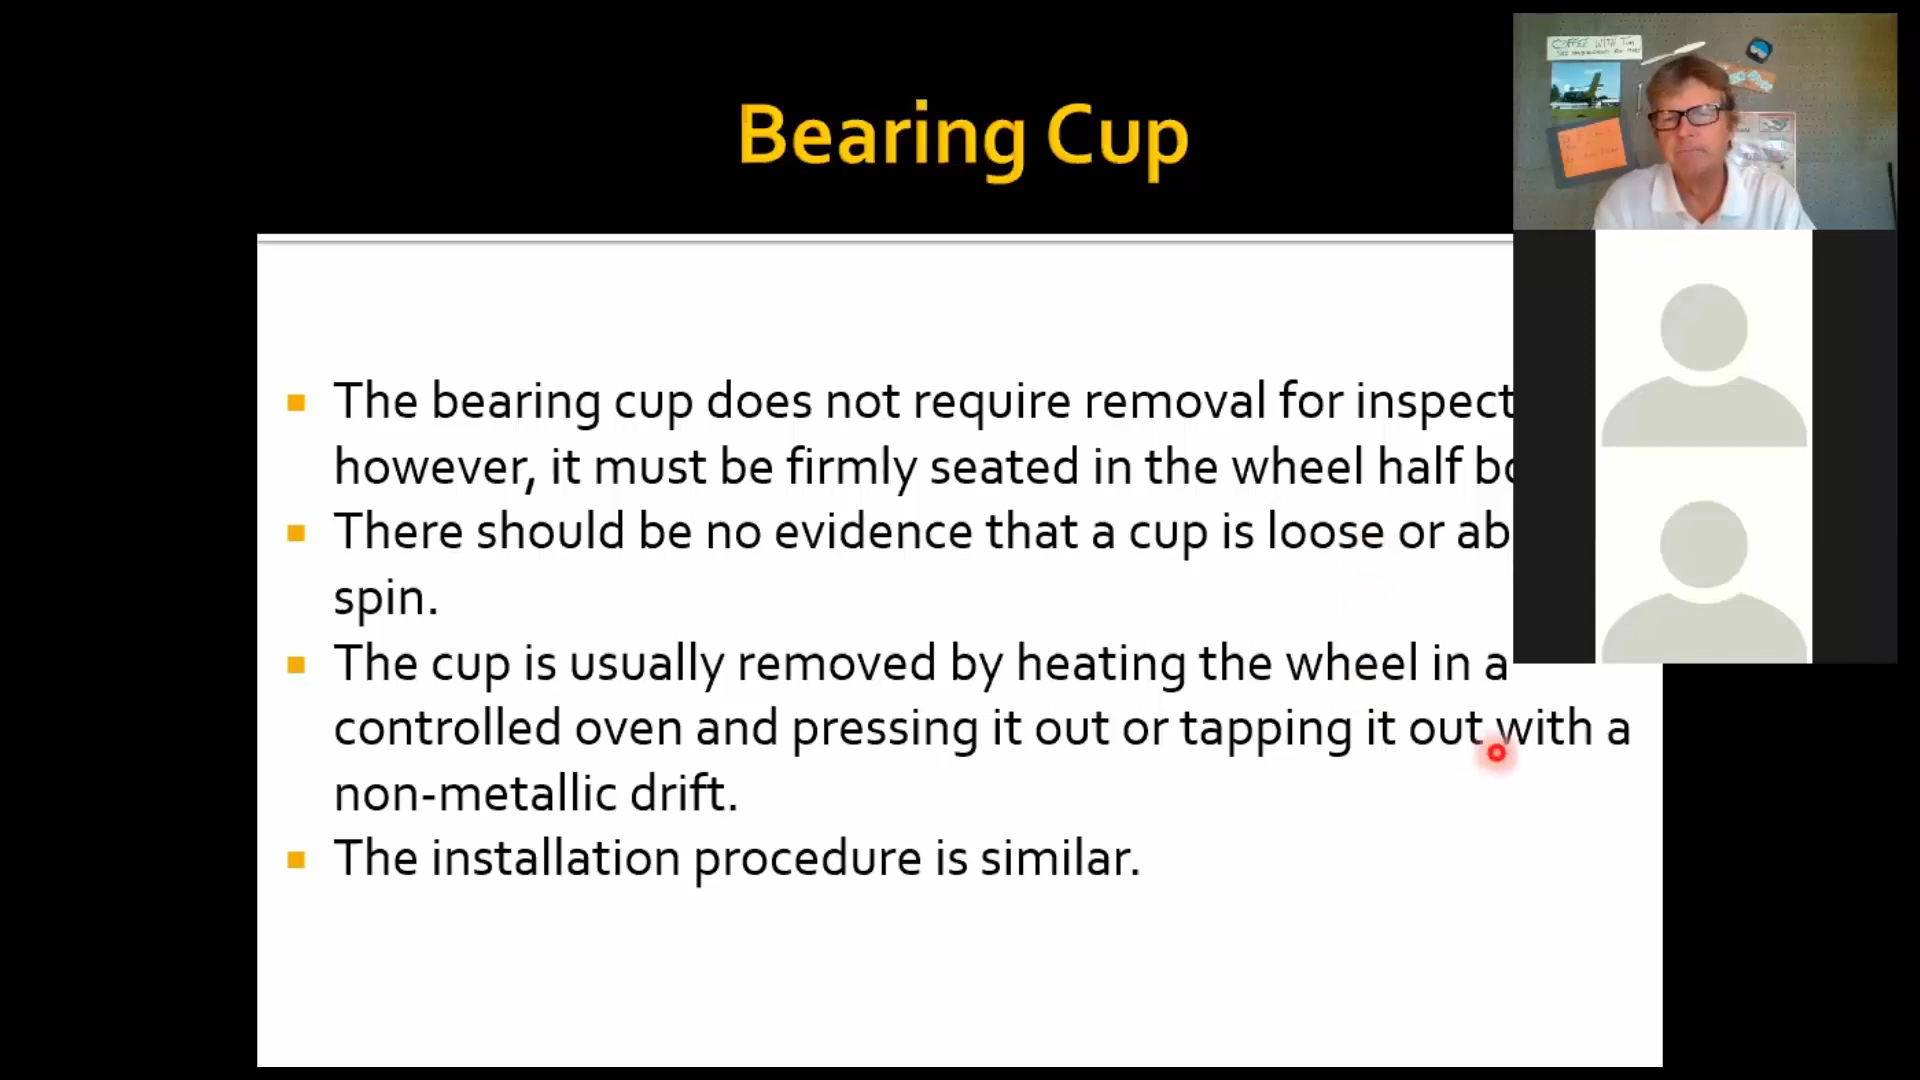 Bearing Cup
COFFEE WITH Tom
The bearing cup does not require removal for inspect
however, it must be firmly seated in the wheel half bo
There should be no evidence that a cup is loose or ab
spin.
The cup is usually removed by heating the wheel in a
controlled oven and pressing it out or tapping it out with a
non-metallic drift.
The installation procedure is similar.